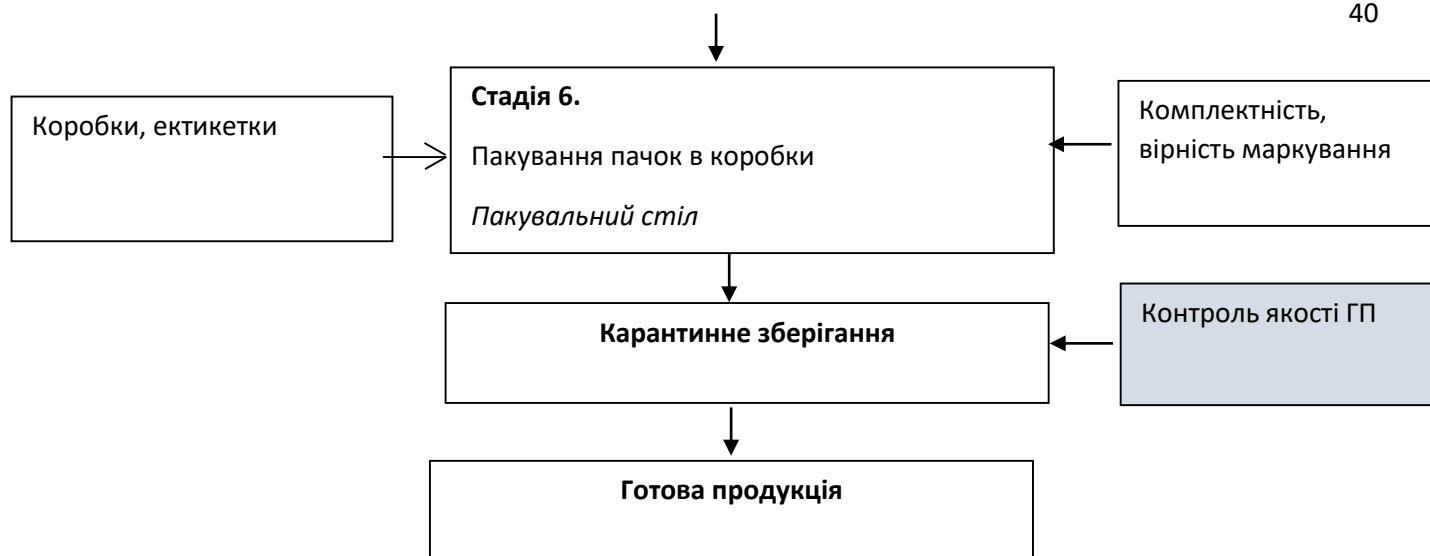 40
Стадія 6.
Коробки, ектикетки
Пакування пачок в коробки
Пакувальний стіл
Комплектність,
вірність маркування
Карантинне зберігання
Контроль якості ГП
Готова продукція